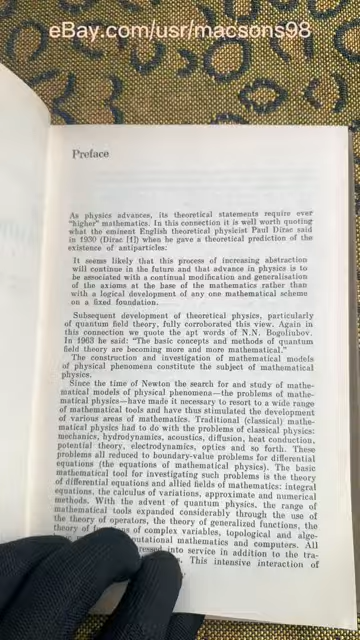 eBay.com/usr/macsons98
Preface
As physics advances, its theoretical statements require ever
"higher" mathematics. In this connection it is well worth quoting
what the eminent English theoretical physicist Paul Dirac said
in 1930 (Dirac [1]) when he gave a theoretical prediction of the
existence of antiparticles.
It seems likely that this process of increasing abstraction
will continue in the future and that advance in physics is to
be associated with a continual modification and generalisation
of the axioms at the base of the mathematics rather than
with a logical development of any one mathematical scheme
on a fixed foundation.
Subsequent development of theoretical physics, particularly
of quantum field theory, fully corroborated this view. Again in
this connection we quote the apt words of N.N. Bogoliubov.
In 1963 he said: "The basic concepts and methods of quantum
field theory are becoming more and more mathematical."
The construction and investigation of mathematical models
of physical phenomena constitute the subject of mathematical
physics.
Since the time of Newton the search for and study of mathe-
matical models of physical phenomena—the problems of mathe-
matical physics—have made it necessary to resort to a wide range
of mathematical tools and have thus stimulated the development
of various areas of mathematics. Traditional (classical) mathe-
matical physics had to do with the problems of classical physics:
mechanics, hydrodynamics, acoustics, diffusion, heat conduction,
potential theory, electrodynamics, optics and so forth. These
problems all reduced to boundary-value problems for differential
equations (the equations of mathematical physics). The basic
mathematical tool for investigating such problems is the theory
of differential equations and allied fields of mathematics: integral
equations, the calculus of variations, approximate and numerical
methods. With the advent of quantum physics, the range of
mathematical tools expanded considerably through the use of
the theory of operators, the theory of generalized functions, the
theory of of complex variables, topological and alge-
mathematics and computers. All
into service in addition to the tra-
This intensive interaction of